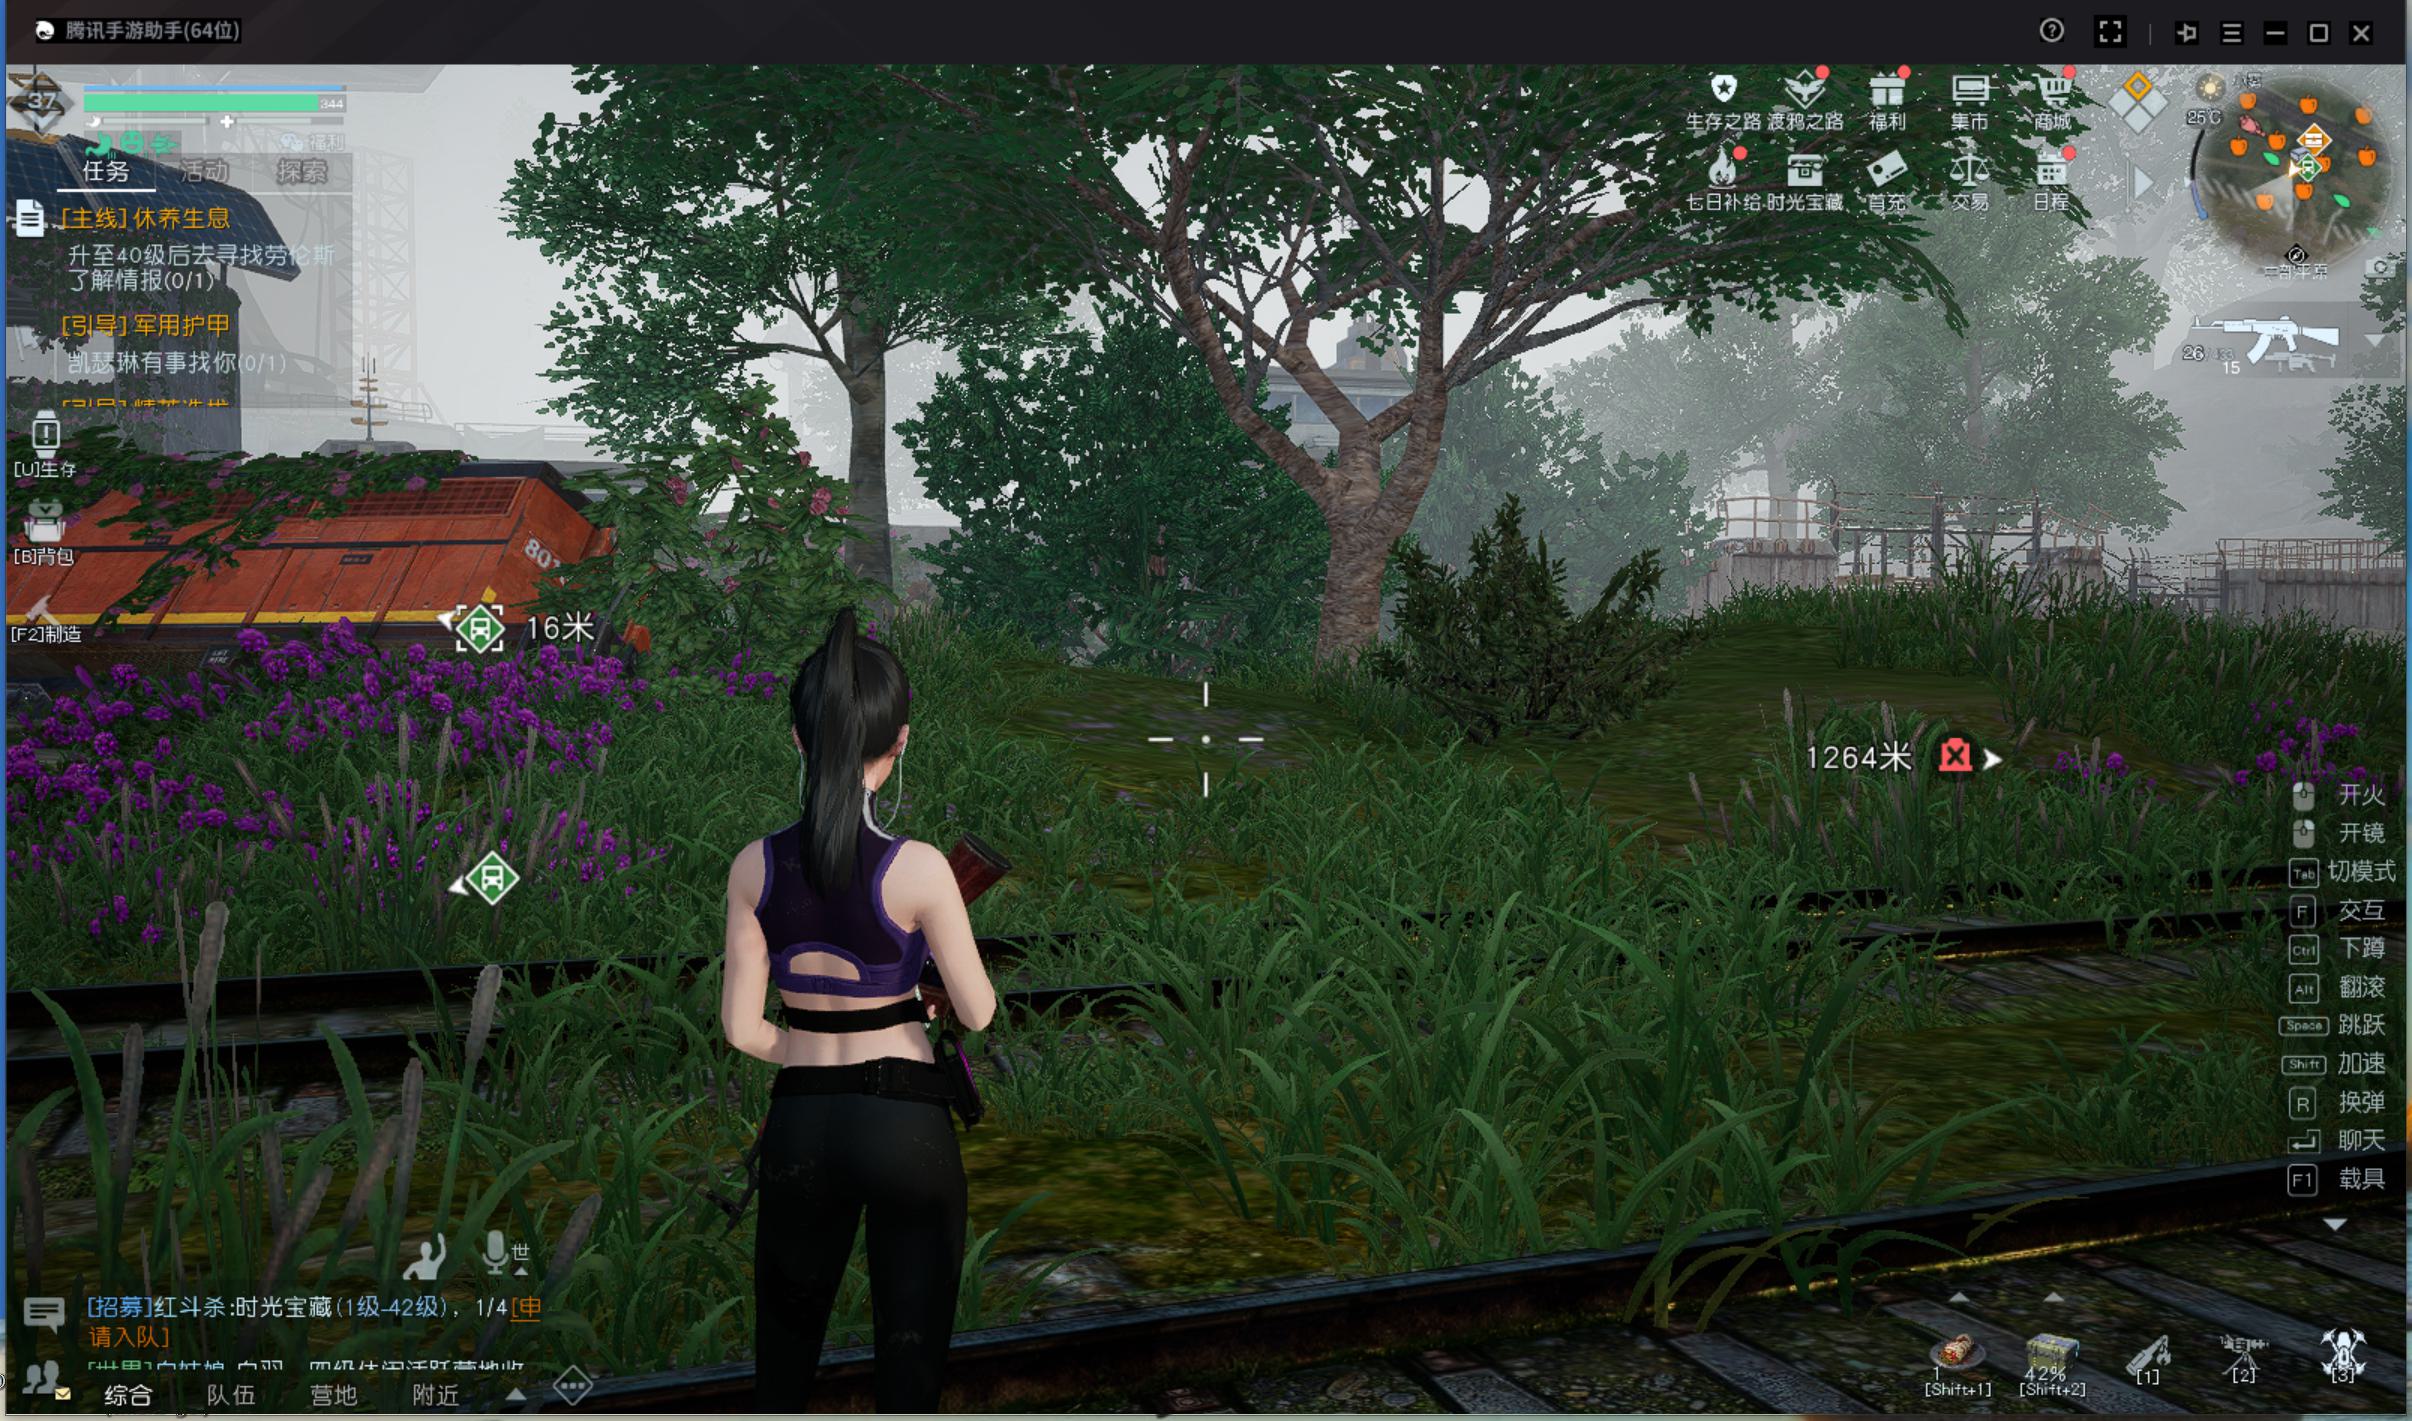 腾讯手游助手(64位)
37
344
福利
任务 活动 探索
[主线] 休养生息
升至40级后去寻找劳伦斯
了解情报(0/1)
[引导] 军用护甲
凯瑟琳有事找你(0/1)
[U]生存
[B]背包
[F2]制造
生存之路 渡鸦之路 福利 集市 商城
七日补给 时光宝藏 首充 交易 日程
25℃
26/433
15
807
16米
1264米
开火
开镜
Tab 切模式
F 交互
Ctrl 下蹲
Alt 翻滚
Space 跳跃
Shift 加速
R 换弹
聊天
F1 载具
世
[招募]红斗杀:时光宝藏(1级-42级), 1/4[申
请入队]
综合 队伍 营地 附近
1 42%
[Shift+1] [Shift+2] [1] [2] [3]